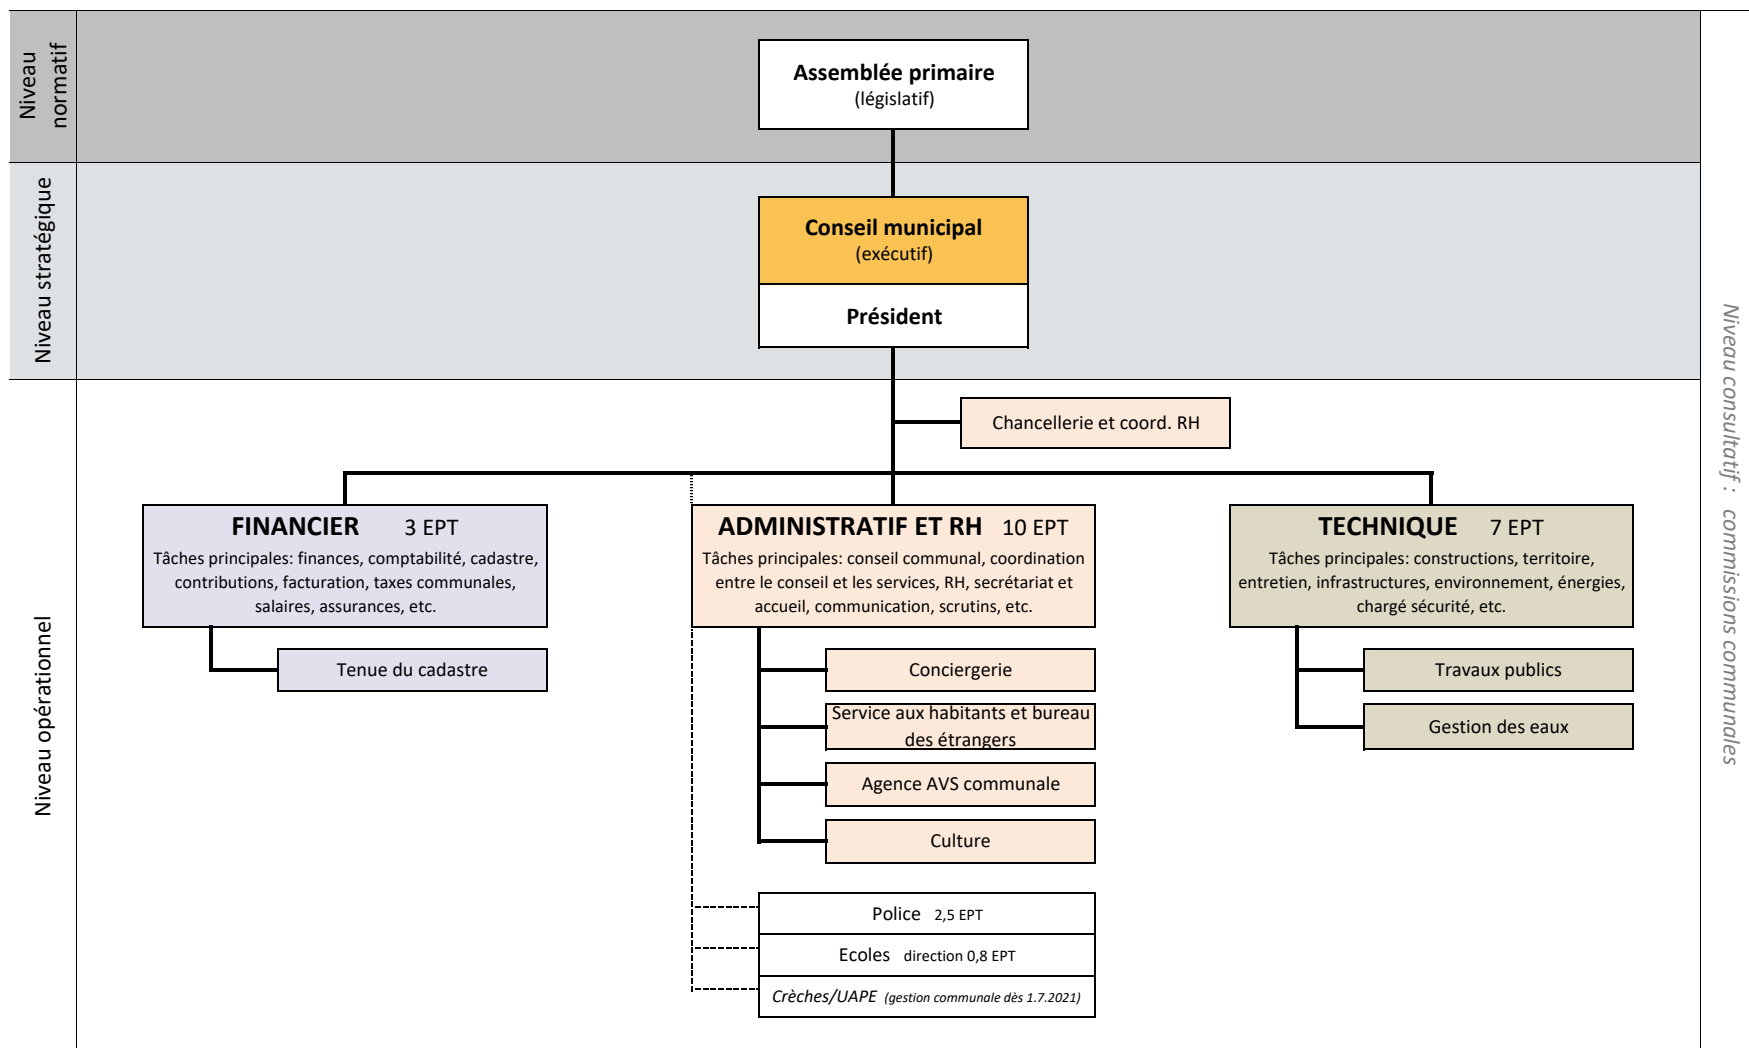 Niveau
normatif
Assemblée primaire
(législatif)
Niveau stratégique
Conseil municipal
(exécutif)
Président
Niveau consultatif : commissions communales
Niveau opérationnel
Chancellerie et coord. RH
FINANCIER 3 EPT
Tâches principales: finances, comptabilité, cadastre,
contributions, facturation, taxes communales,
salaires, assurances, etc.
Tenue du cadastre
ADMINISTRATIF ET RH 10 EPT
Tâches principales: conseil communal, coordination
entre le conseil et les services, RH, secrétariat et
accueil, communication, scrutins, etc.
Conciergerie
Service aux habitants et bureau
des étrangers
Agence AVS communale
Culture
Police 2,5 EPT
Ecoles direction 0,8 EPT
Crèches/UAPE (gestion communale dès 1.7.2021)
TECHNIQUE 7 EPT
Tâches principales: constructions, territoire,
entretien, infrastructures, environnement, énergies,
chargé sécurité, etc.
Travaux publics
Gestion des eaux